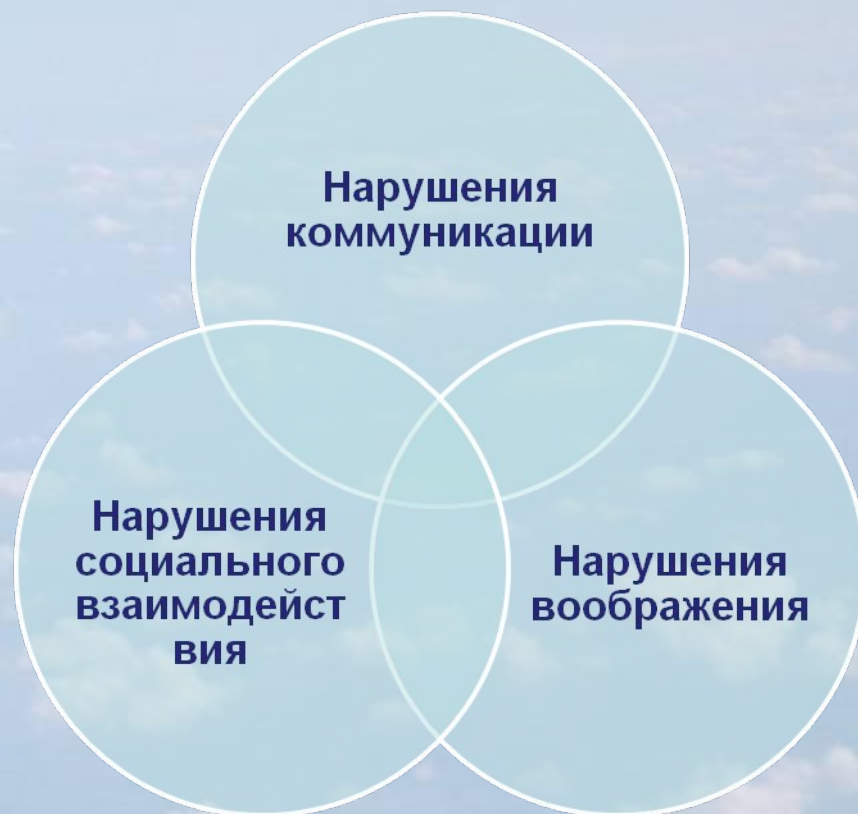 Нарушения
коммуникации
Нарушения
социального
взаимодейст
вия
Нарушения
воображения